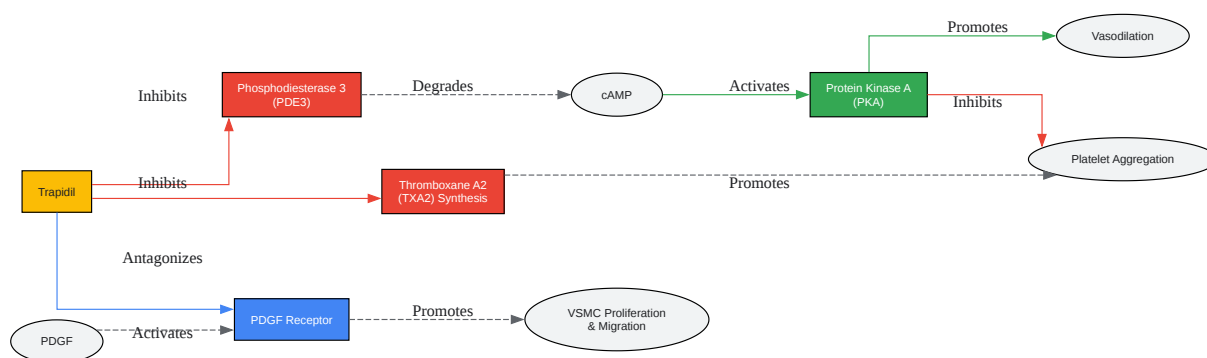 Promotes
Vasodilation
Phosphodiesterase 3
(PDE3)
Degrades
cAMP
Activates
Protein Kinase A
(PKA)
Inhibits
Inhibits
Platelet Aggregation
Trapidil
Inhibits
Thromboxane A2
(TXA2) Synthesis
Promotes
Antagonizes
PDGF Receptor
Promotes
VSMC Proliferation
& Migration
PDGF
Activates